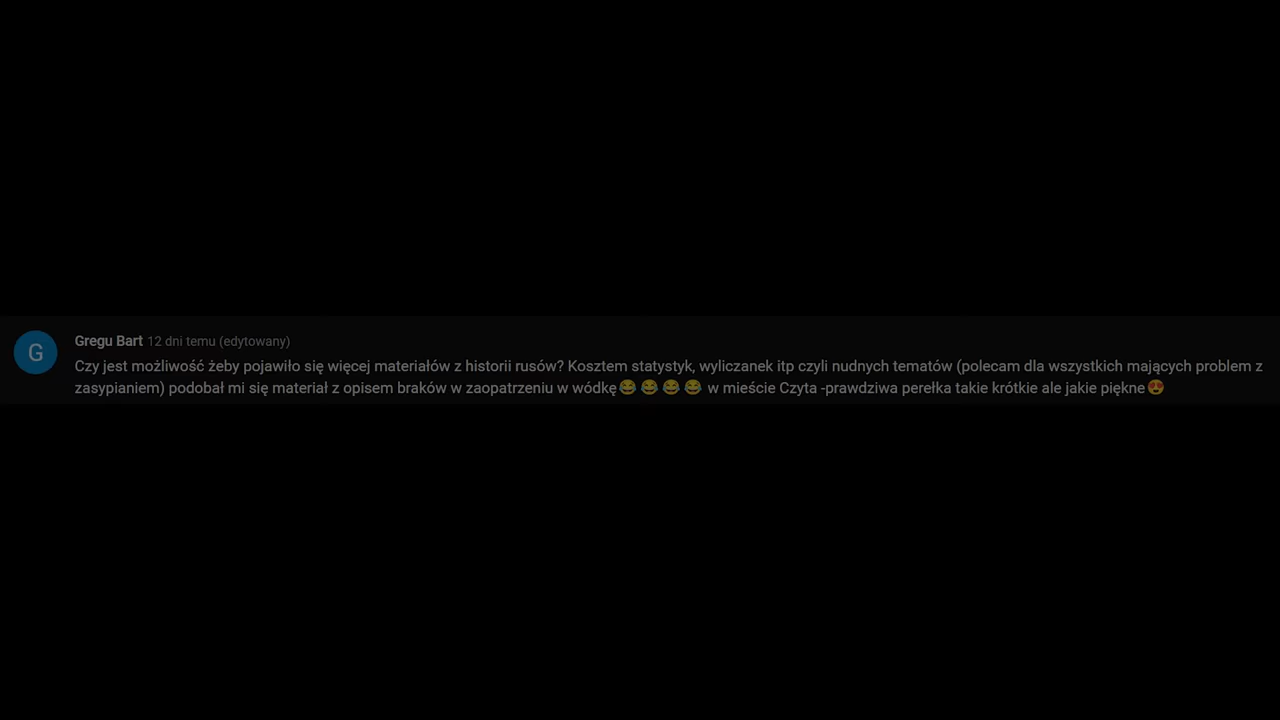 G
Gregu Bart 12 dni temu (edytowany)
Czy jest możliwość żeby pojawiło się więcej materiałów z historii rusów? Kosztem statystyk, wyliczanek itp czyli nudnych tematów (polecam dla wszystkich mających problem z
zasypianiem) podobał mi się materiał z opisem braków w zaopatrzeniu w wódkę😂😂😂😂 w mieście Czyta -prawdziwa perełka takie krótkie ale jakie piękne😍